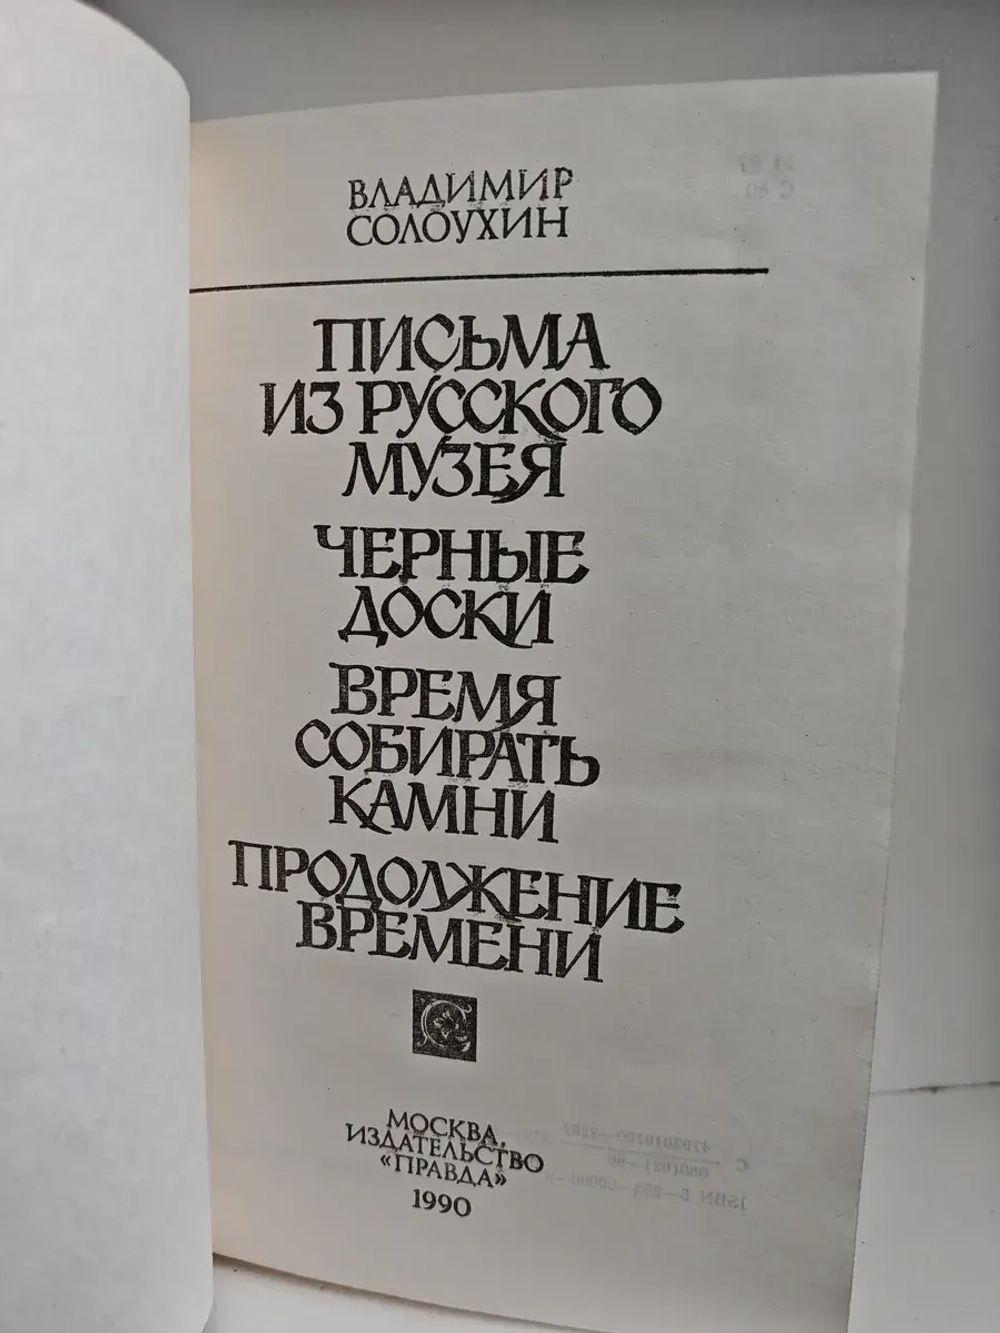 ВЛАДИМИР
СОЛОУХИН
ПИСЬМА
ИЗ РУССКОГО
МУЗЕЯ
ЧЕРНЫЕ
ДОСКИ
ВРЕМЯ
СОБИРАТЬ
КАМНИ
ПРОДОЛЖЕНИЕ
ВРЕМЕНИ
МОСКВА.
ИЗДАТЕЛЬСТВО
«ПРАВДА»
1990